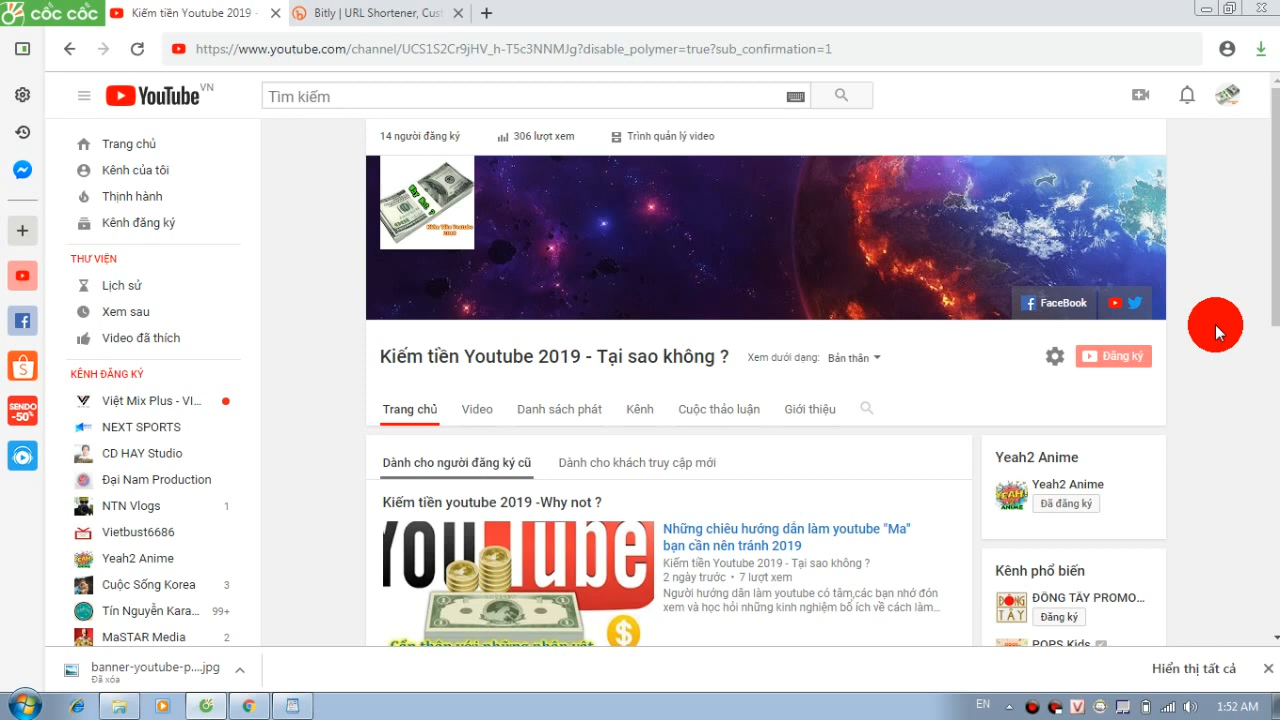 cốc cốc
Kiếm tiền Youtube 2019 -
Bitly | URL Shortener, Cust
https://www.youtube.com/channel/UCS1S2Cr9jHV_h-T5c3NNMJg?disable_polymer=true?sub_confirmation=1
YouTube VN
Tìm kiếm
14 người đăng ký
306 lượt xem
Trình quản lý video
Trang chủ
Kênh của tôi
Thịnh hành
Kênh đăng ký
THƯ VIỆN
Lịch sử
Xem sau
Video đã thích
KÊNH ĐĂNG KÝ
Việt Mix Plus - VI...
NEXT SPORTS
CD HAY Studio
Đại Nam Production
NTN Vlogs 1
Vietbust6686
Yeah2 Anime
Cuộc Sống Korea 3
Tín Nguyễn Kara... 99+
MaSTAR Media 2
SENDO
-50%
FaceBook
Kiếm tiền Youtube 2019 - Tại sao không ?
Xem dưới dạng: Bản thân
Đăng ký
Trang chủ
Video
Danh sách phát
Kênh
Cuộc thảo luận
Giới thiệu
Dành cho người đăng ký cũ
Dành cho khách truy cập mới
Kiếm tiền youtube 2019 -Why not ?
YouTube
Những chiêu hướng dẫn làm youtube "Ma"
bạn cần nên tránh 2019
Kiếm tiền Youtube 2019 - Tại sao không ?
2 ngày trước • 7 lượt xem
Người hướng dẫn làm youtube có tâm,các bạn nhớ đón
xem và học hỏi những kinh nghiệm bổ ích về cách làm...
Yeah2 Anime
Yeah2 Anime
Đã đăng ký
Kênh phổ biến
ĐÔNG TÂY PROMO...
Đăng ký
POPS Kids
banner-youtube-p....jpg
Đã xóa
Hiển thị tất cả
EN
1:52 AM